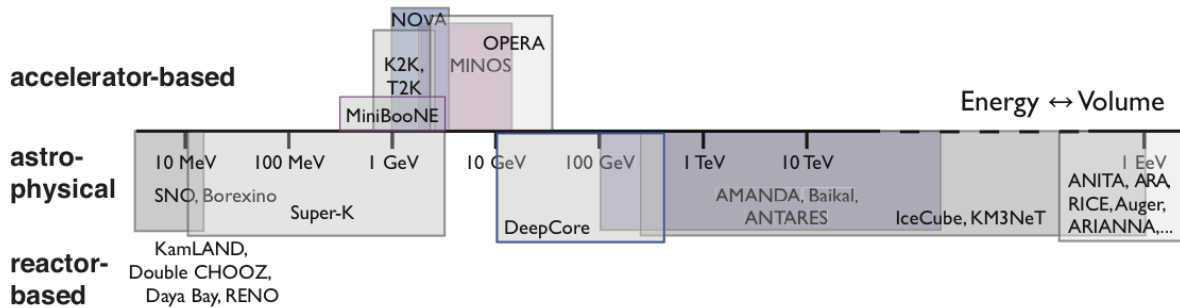 NOvA
OPERA
K2K,
T2K
MINOS
accelerator-based
MiniBooNE
Energy ↔ Volume
astro-
physical
10 MeV
100 MeV
1 GeV
10 GeV
100 GeV
1 TeV
10 TeV
1 EeV
SNO, Borexino
Super-K
DeepCore
AMANDA, Baikal,
ANTARES
IceCube, KM3NeT
ANITA, ARA,
RICE, Auger,
ARIANNA,...
reactor-
based
KamLAND,
Double CHOOZ,
Daya Bay, RENO